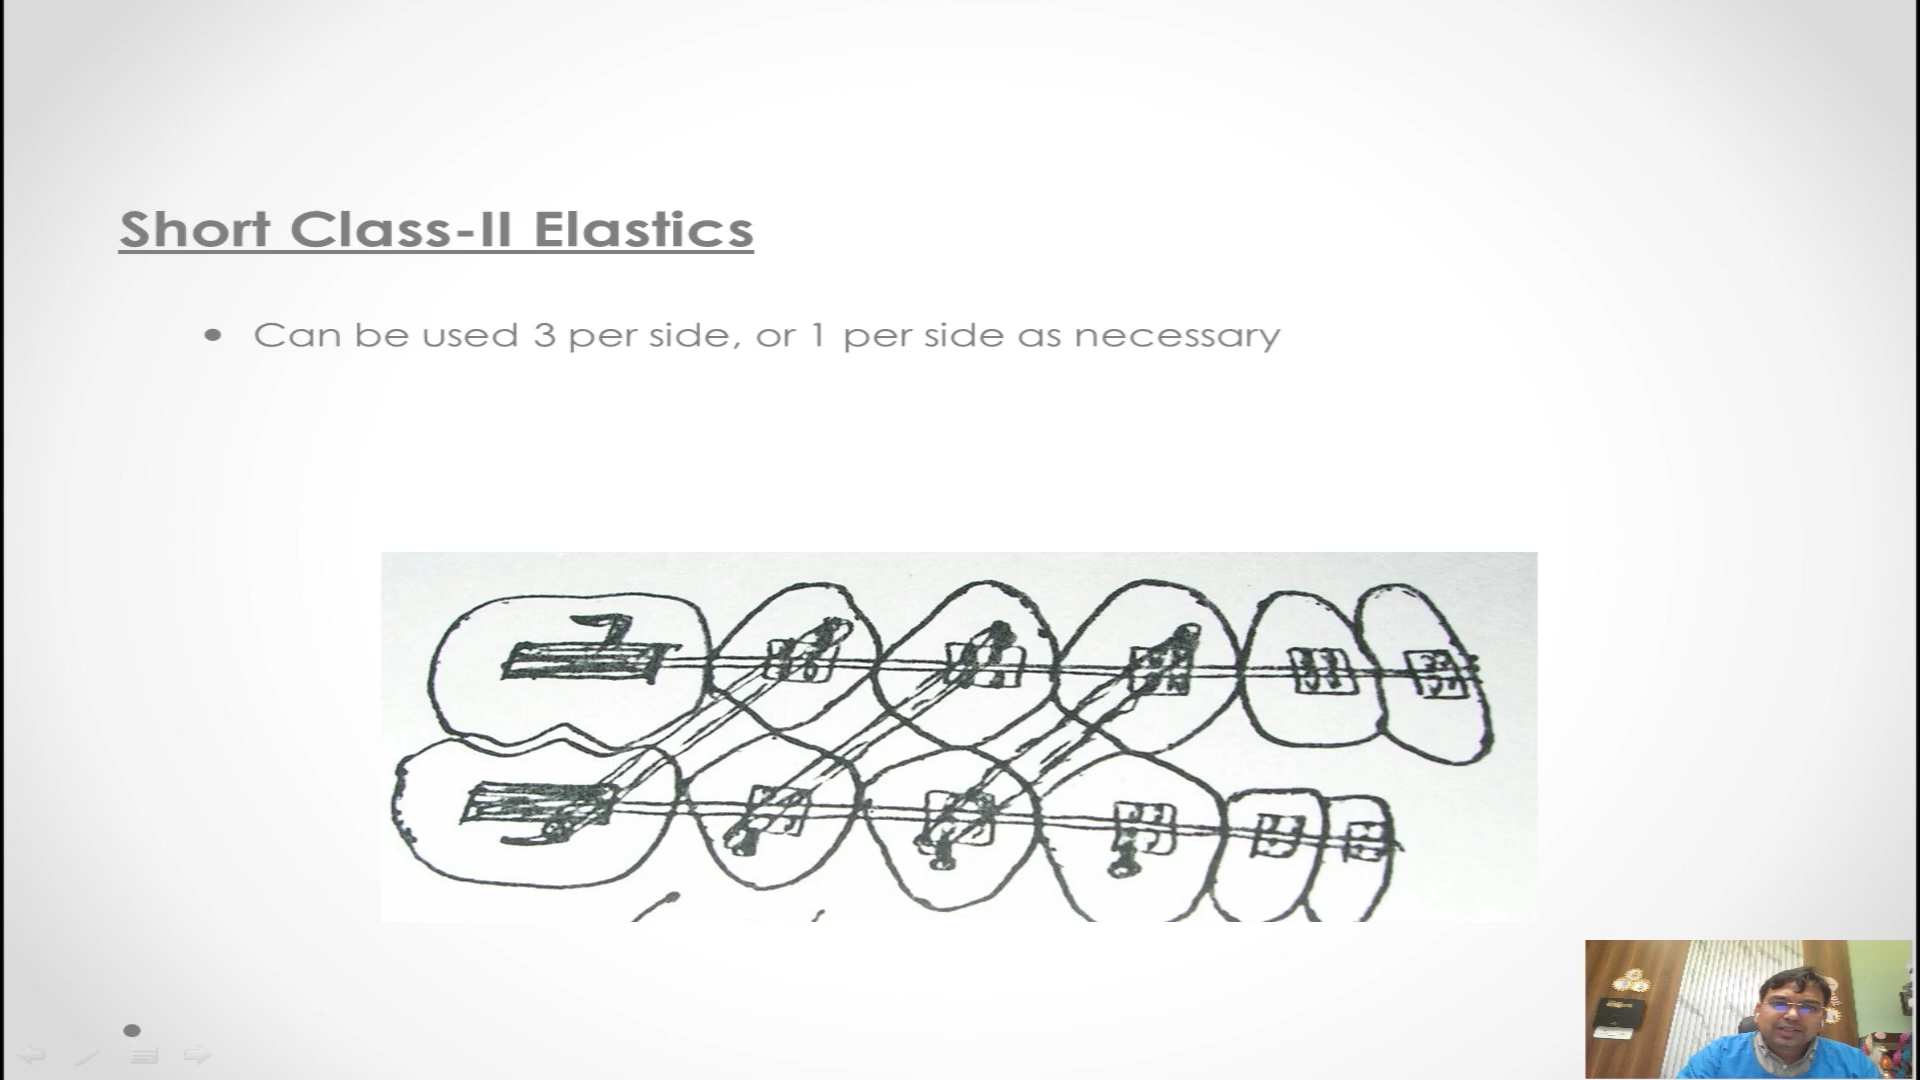 Short Class-II Elastics
Can be used 3 per side, or 1 per side as necessary